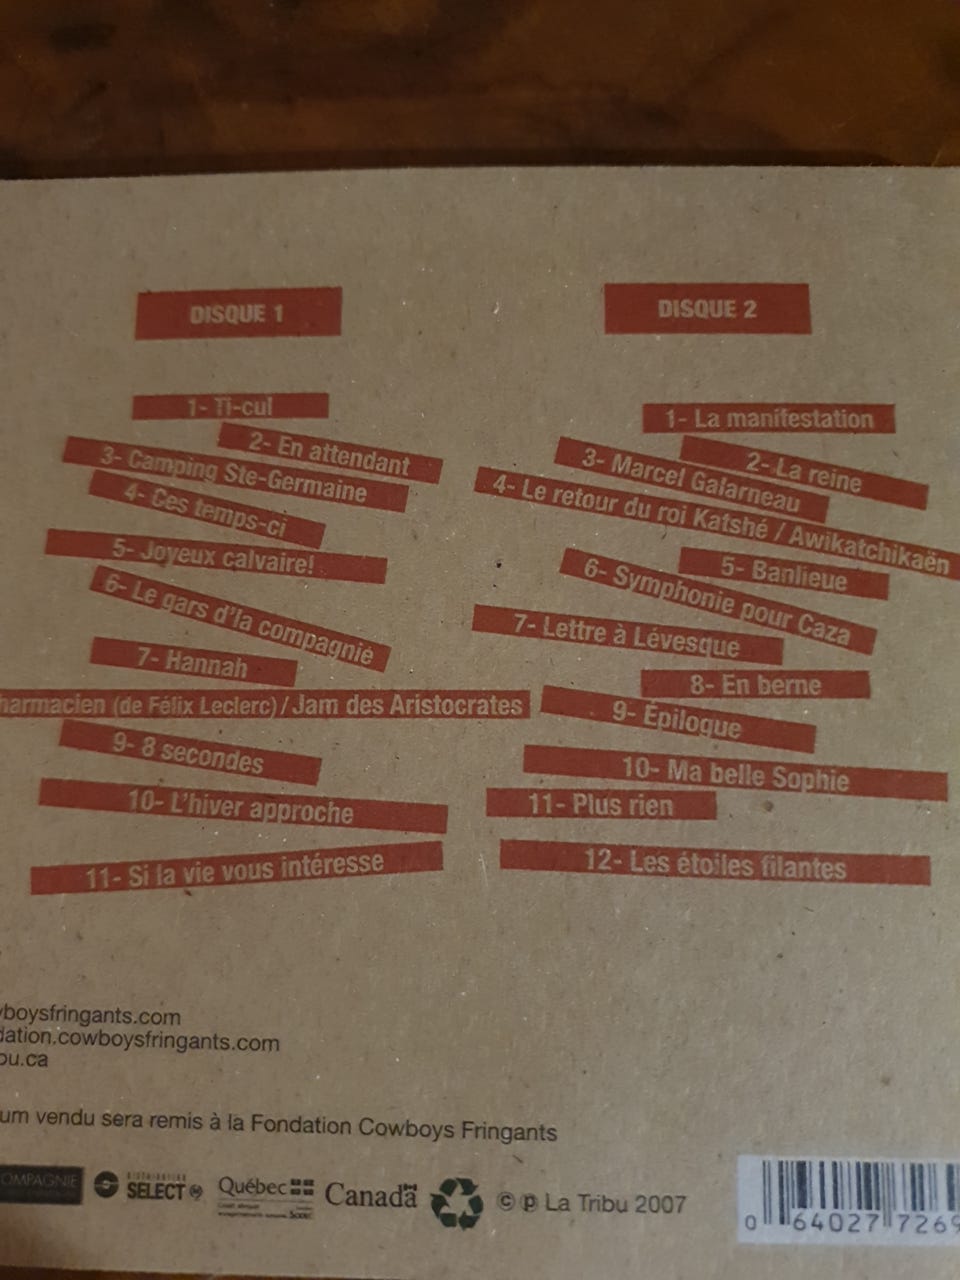 DISQUE 1
1- Ti-cul
2- En attendant
3- Camping Ste-Germaine
4- Ces temps-ci
5- Joyeux calvaire!
6- Le gars d'la compagnie
7- Hannah
harmacien (de Félix Leclerc) / Jam des Aristocrates
9- 8 secondes
10- L'hiver approche
11- Si la vie vous intéresse
DISQUE 2
1- La manifestation
2- La reine
3- Marcel Galarneau
4- Le retour du roi Katshé / Awikatchikaën
5- Banlieue
6- Symphonie pour Caza
7- Lettre à Lévesque
8- En berne
9- Épilogue
10- Ma belle Sophie
11- Plus rien
12- Les étoiles filantes
boysfringants.com
dation.cowboysfringants.com
bu.ca
um vendu sera remis à la Fondation Cowboys Fringants
OMPAGNIE
DISTRIBUTION
SELECT
Québec
Canada
© p La Tribu 2007
0 64027 7269